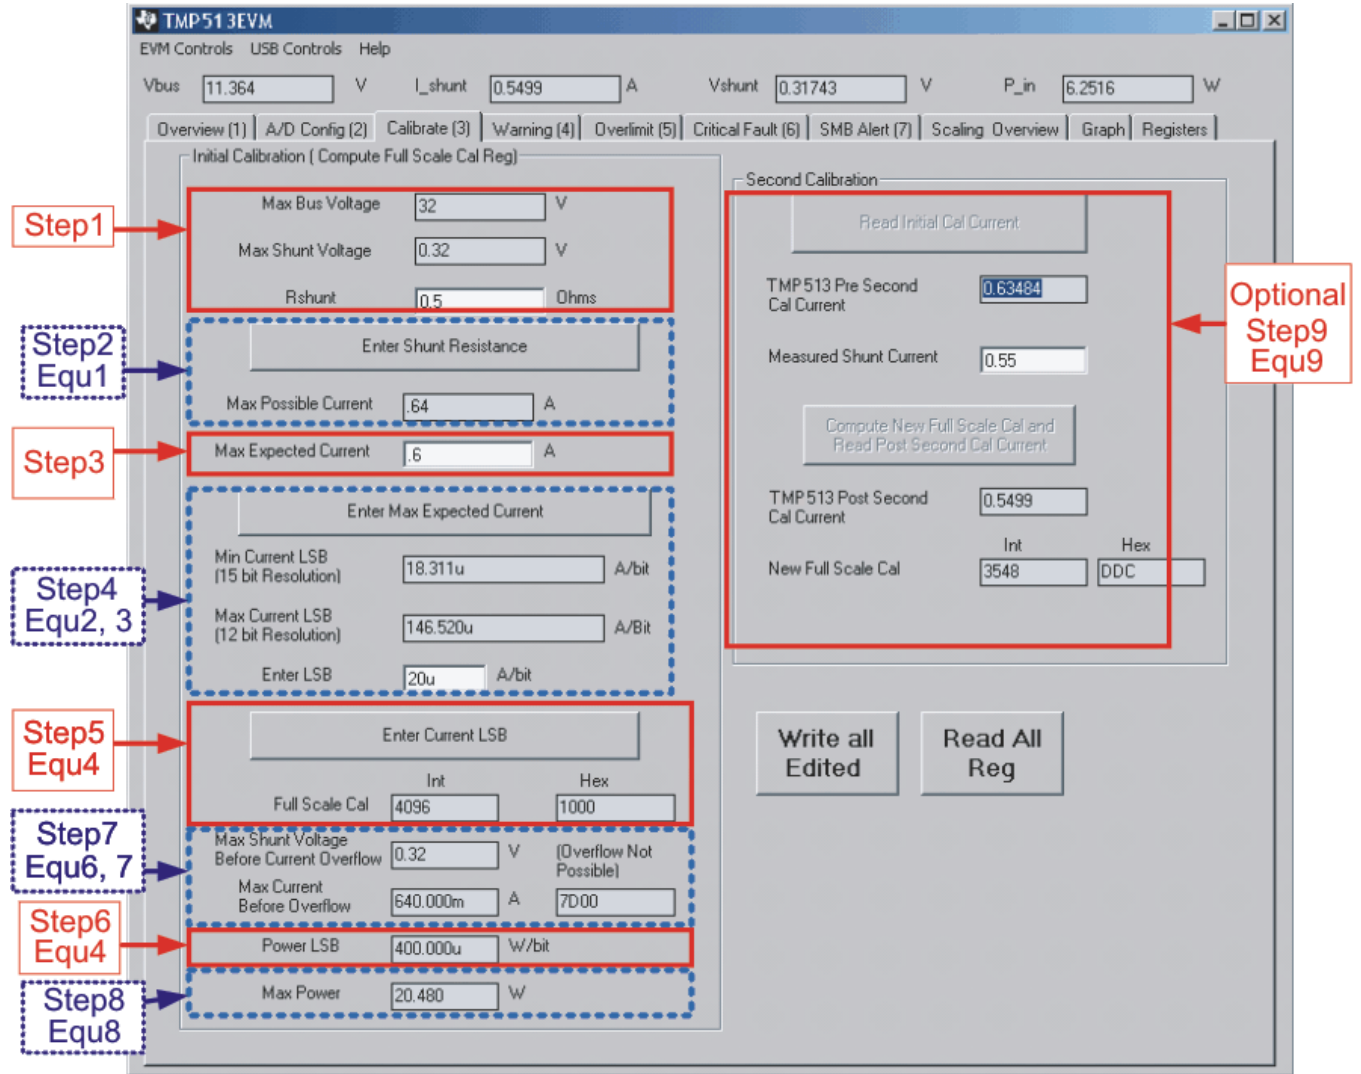 TMP513EVM
EVM Controls USB Controls Help
Vbus 11.364 V I_shunt 0.5499 A Vshunt 0.31743 V P_in 6.2516 W
Overview (1) A/D Config (2) Calibrate (3) Warning (4) Overlimit (5) Critical Fault (6) SMB Alert (7) Scaling Overview Graph Registers
Initial Calibration ( Compute Full Scale Cal Reg)
Step1
Max Bus Voltage 32 V
Max Shunt Voltage 0.32 V
Rshunt 0.5 Ohms
Step2
Equ1
Enter Shunt Resistance
Max Possible Current .64 A
Step3
Max Expected Current .6 A
Step4
Equ2, 3
Enter Max Expected Current
Min Current LSB
(15 bit Resolution) 18.311u A/bit
Max Current LSB
(12 bit Resolution) 146.520u A/Bit
Enter LSB 20u A/bit
Step5
Equ4
Enter Current LSB
Int Hex
Full Scale Cal 4096 1000
Step7
Equ6, 7
Max Shunt Voltage
Before Current Overflow 0.32 V (Overflow Not
Possible)
Max Current
Before Overflow 640.000m A 7D00
Step6
Equ4
Power LSB 400.000u W/bit
Step8
Equ8
Max Power 20.480 W
Second Calibration
Read Initial Cal Current
TMP513 Pre Second
Cal Current 0.63484
Measured Shunt Current 0.55
Compute New Full Scale Cal and
Read Post Second Cal Current
TMP513 Post Second
Cal Current 0.5499
Int Hex
New Full Scale Cal 3548 DDC
Optional
Step9
Equ9
Write all
Edited
Read All
Reg